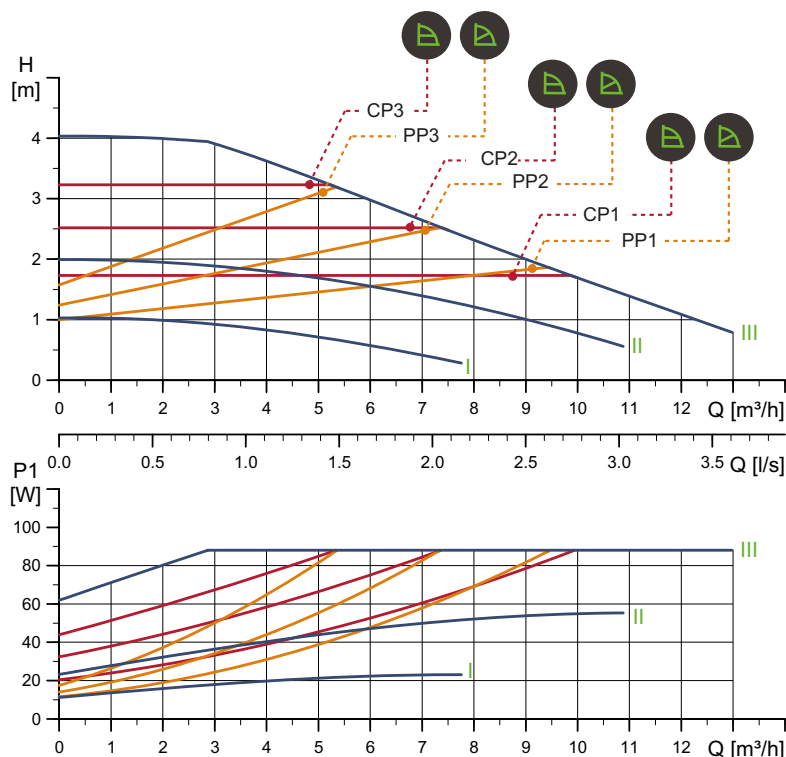 H
[m]
CP3
PP3
CP2
PP2
CP1
PP1
4
3
2
1
0
I
II
III
0 1 2 3 4 5 6 7 8 9 10 11 12 Q [m³/h]
0.0 0.5 1.0 1.5 2.0 2.5 3.0 3.5 Q [l/s]
P1
[W]
100
80
60
40
20
0
III
II
I
0 1 2 3 4 5 6 7 8 9 10 11 12 Q [m³/h]